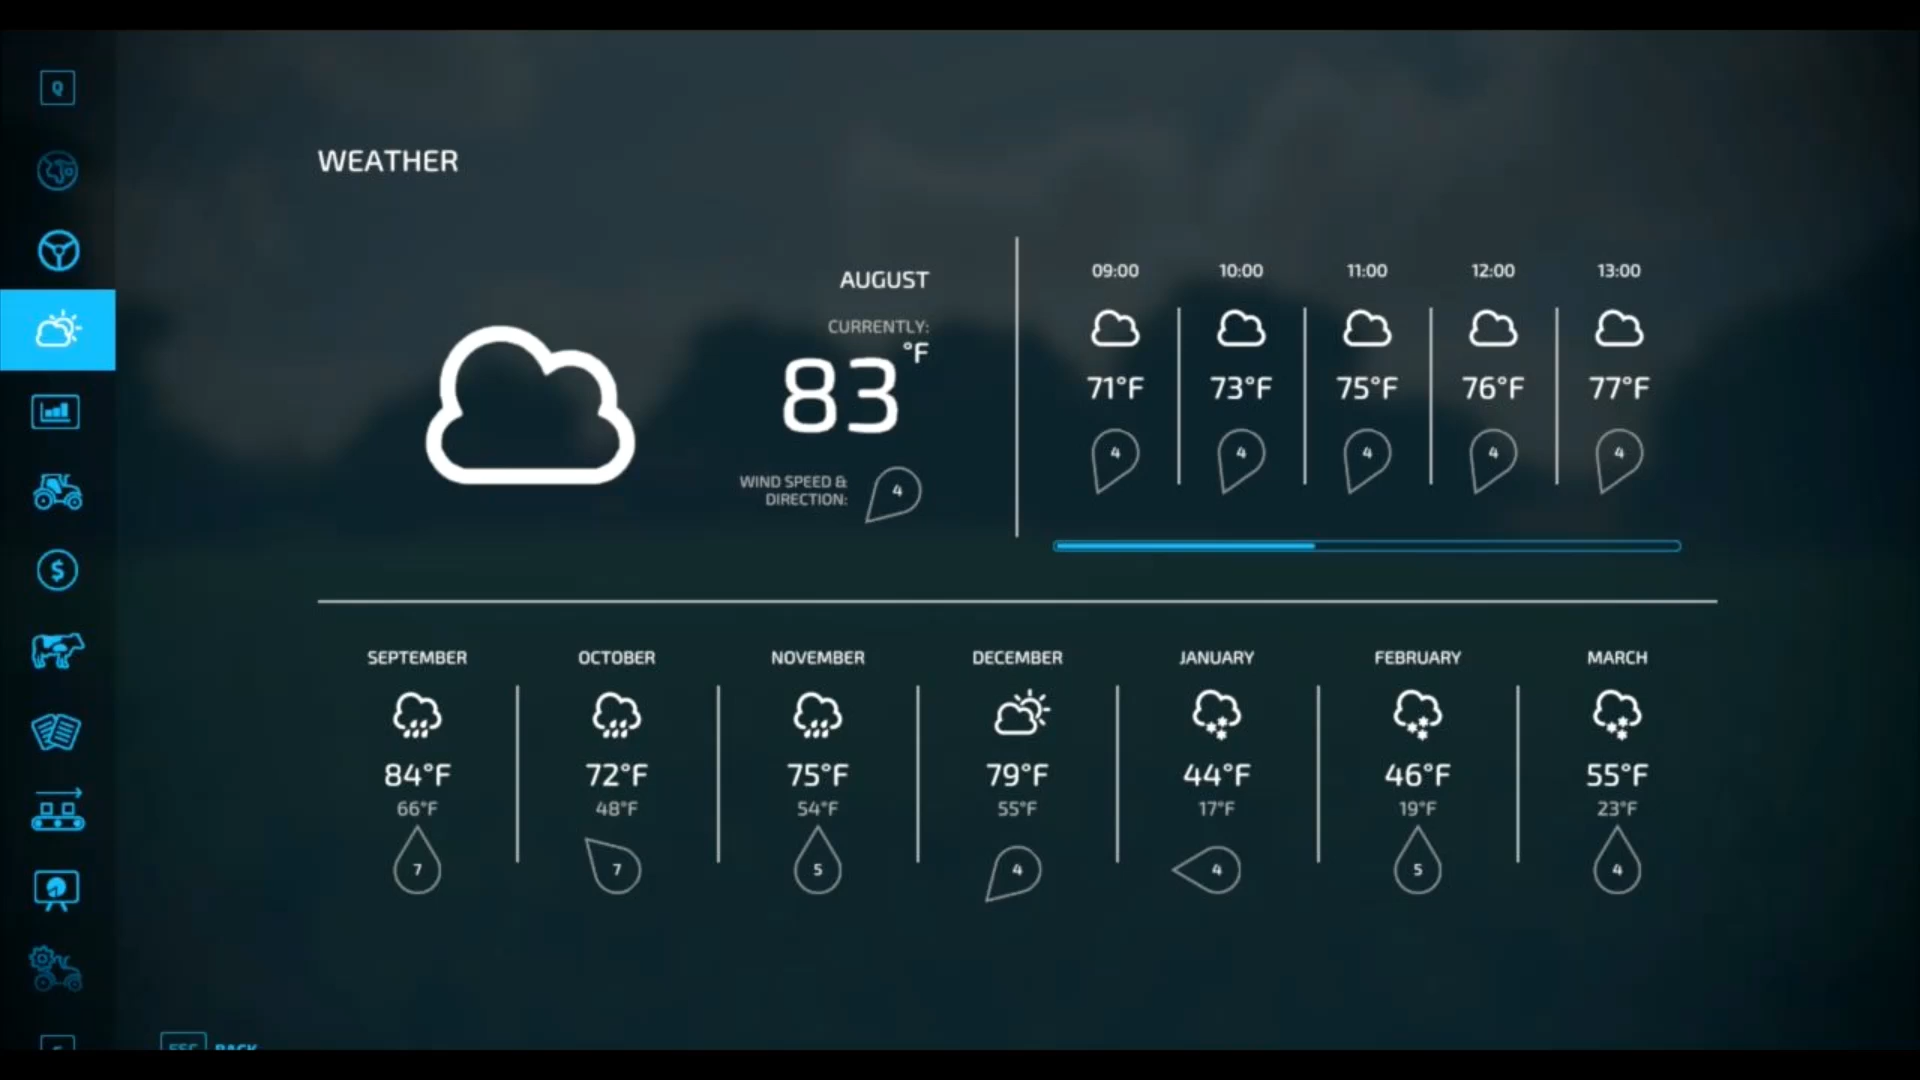 Q
WEATHER
AUGUST
CURRENTLY:
83 °F
WIND SPEED &
DIRECTION:
4
09:00 10:00 11:00 12:00 13:00
71°F 73°F 75°F 76°F 77°F
4 4 4 4 4
SEPTEMBER OCTOBER NOVEMBER DECEMBER JANUARY FEBRUARY MARCH
84°F 72°F 75°F 79°F 44°F 46°F 55°F
66°F 48°F 54°F 55°F 17°F 19°F 23°F
7 7 5 4 4 5 4
ESC BACK